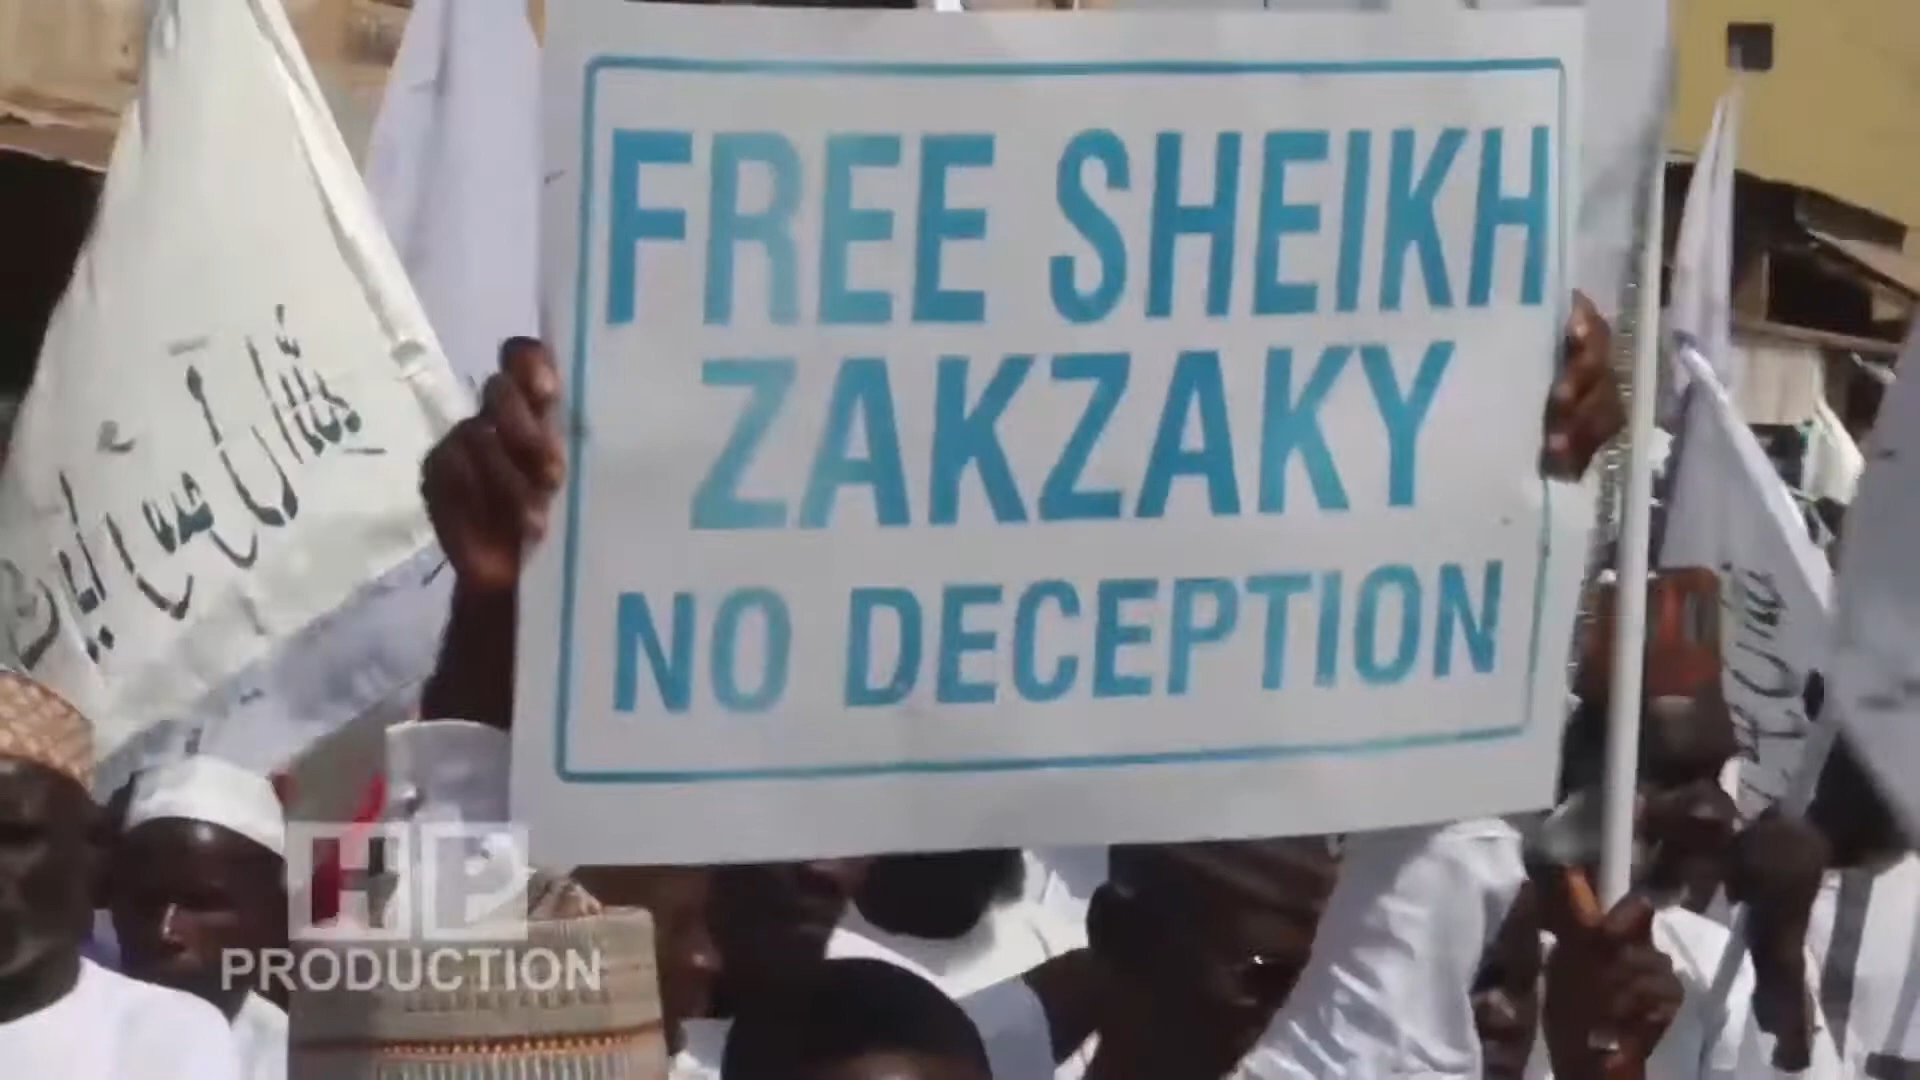 FREE SHEIKH
ZAKZAKY
NO DECEPTION
HP
PRODUCTION